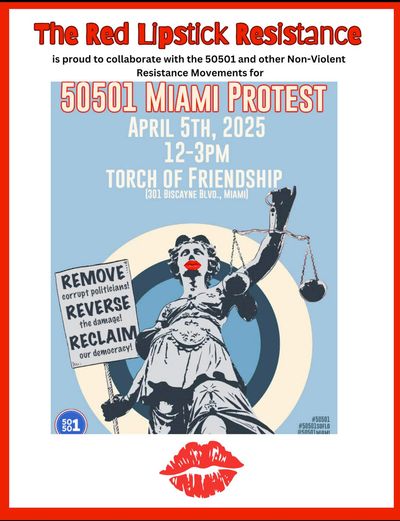 The Red Lipstick Resistance
is proud to collaborate with the 50501 and other Non-Violent
Resistance Movements for
50501 Miami Protest
April 5th, 2025
12-3pm
Torch of Friendship
(301 Biscayne Blvd., Miami)
REMOVE
corrupt politicians!
REVERSE
the damage!
RECLAIM
our democracy!
50
501
#50501
#50501SOFLO
@50501MIAMI